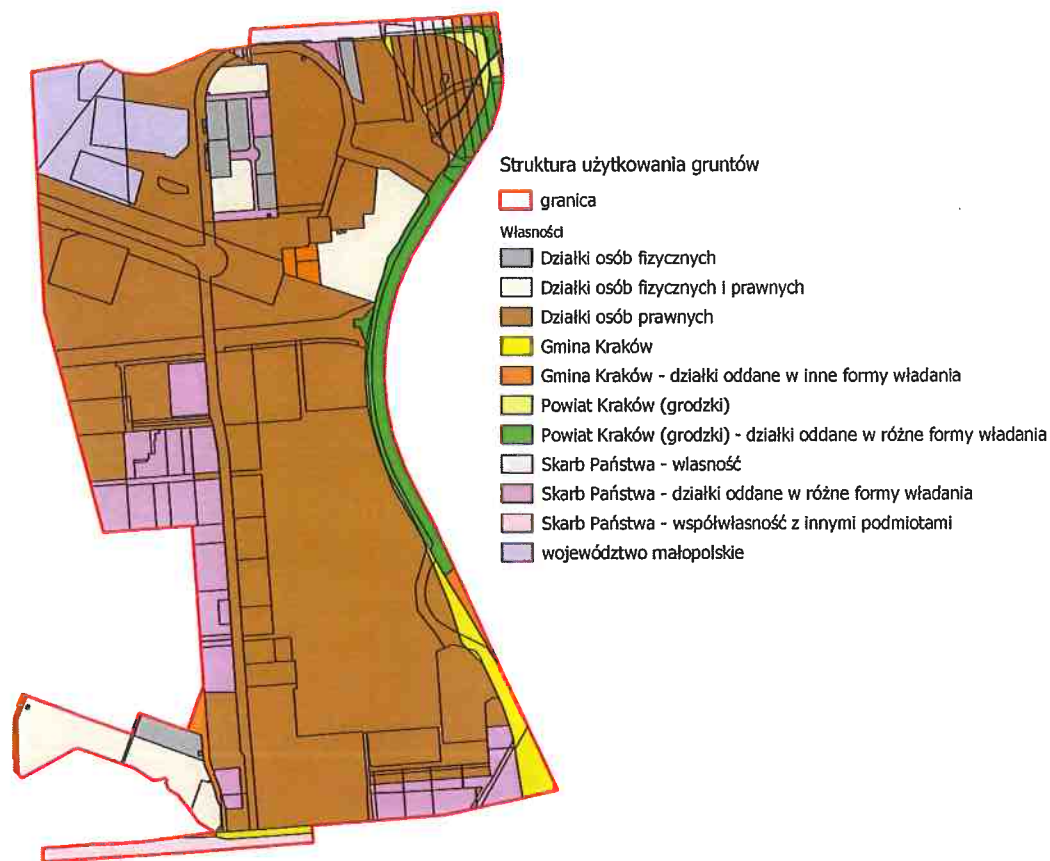 Struktura użytkowania gruntów
granica
Własności
Działki osób fizycznych
Działki osób fizycznych i prawnych
Działki osób prawnych
Gmina Kraków
Gmina Kraków - działki oddane w inne formy władania
Powiat Kraków (grodzki)
Powiat Kraków (grodzki) - działki oddane w różne formy władania
Skarb Państwa - wlasność
Skarb Państwa - działki oddane w różne formy władania
Skarb Państwa - współwłasność z innymi podmiotami
województwo małopolskie